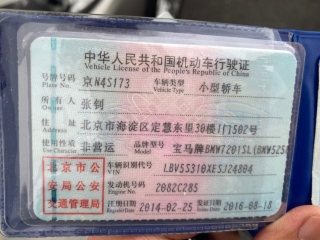 中华人民共和国机动车行驶证
Vehicle License of the People's Republic of China
号牌号码 京N4S173 车辆类型 小型轿车
Plate No. Vehicle Type
所有人 张钊
Owner
住址 北京市海淀区定慧东里30楼1门502号
Address
使用性质 非营运 品牌型号 宝马牌BMW7201SL(BMW525
Use Character Model
北京市公 车辆识别代号 LBV5S310XESJ24804
VIN
安局公安 发动机号码 2082C285
Engine No.
交通管理局 注册日期 2014-02-25 发证日期 2016-08-18
Register Date Issue Date